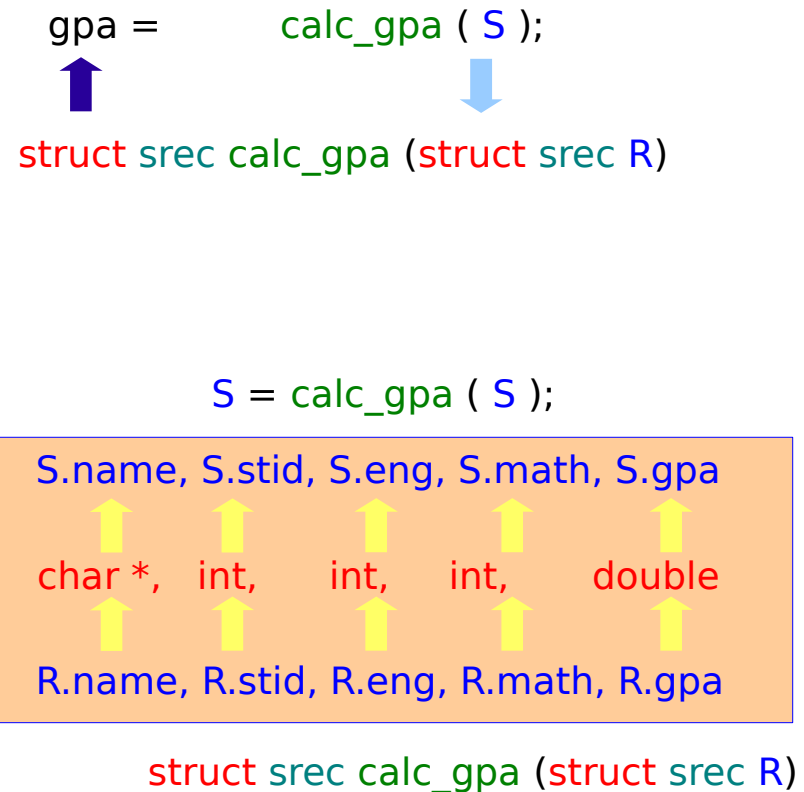 gpa = calc_gpa ( S );
struct srec calc_gpa (struct srec R)
S = calc_gpa ( S );
S.name, S.stid, S.eng, S.math, S.gpa
char *, int, int, int, double
R.name, R.stid, R.eng, R.math, R.gpa
struct srec calc_gpa (struct srec R)